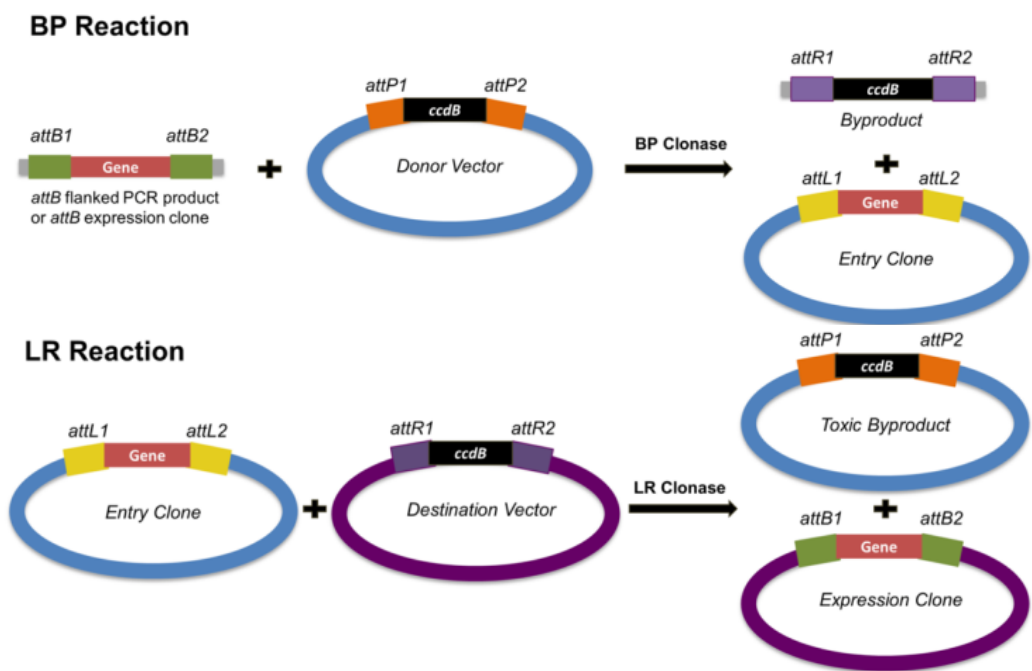 BP Reaction
attB1
attB2
Gene
attB flanked PCR product
or attB expression clone
attP1
attP2
ccdB
Donor Vector
BP Clonase
attR1
attR2
ccdB
Byproduct
attL1
attL2
Gene
Entry Clone
LR Reaction
attL1
attL2
Gene
Entry Clone
attR1
attR2
ccdB
Destination Vector
LR Clonase
attP1
attP2
ccdB
Toxic Byproduct
attB1
attB2
Gene
Expression Clone